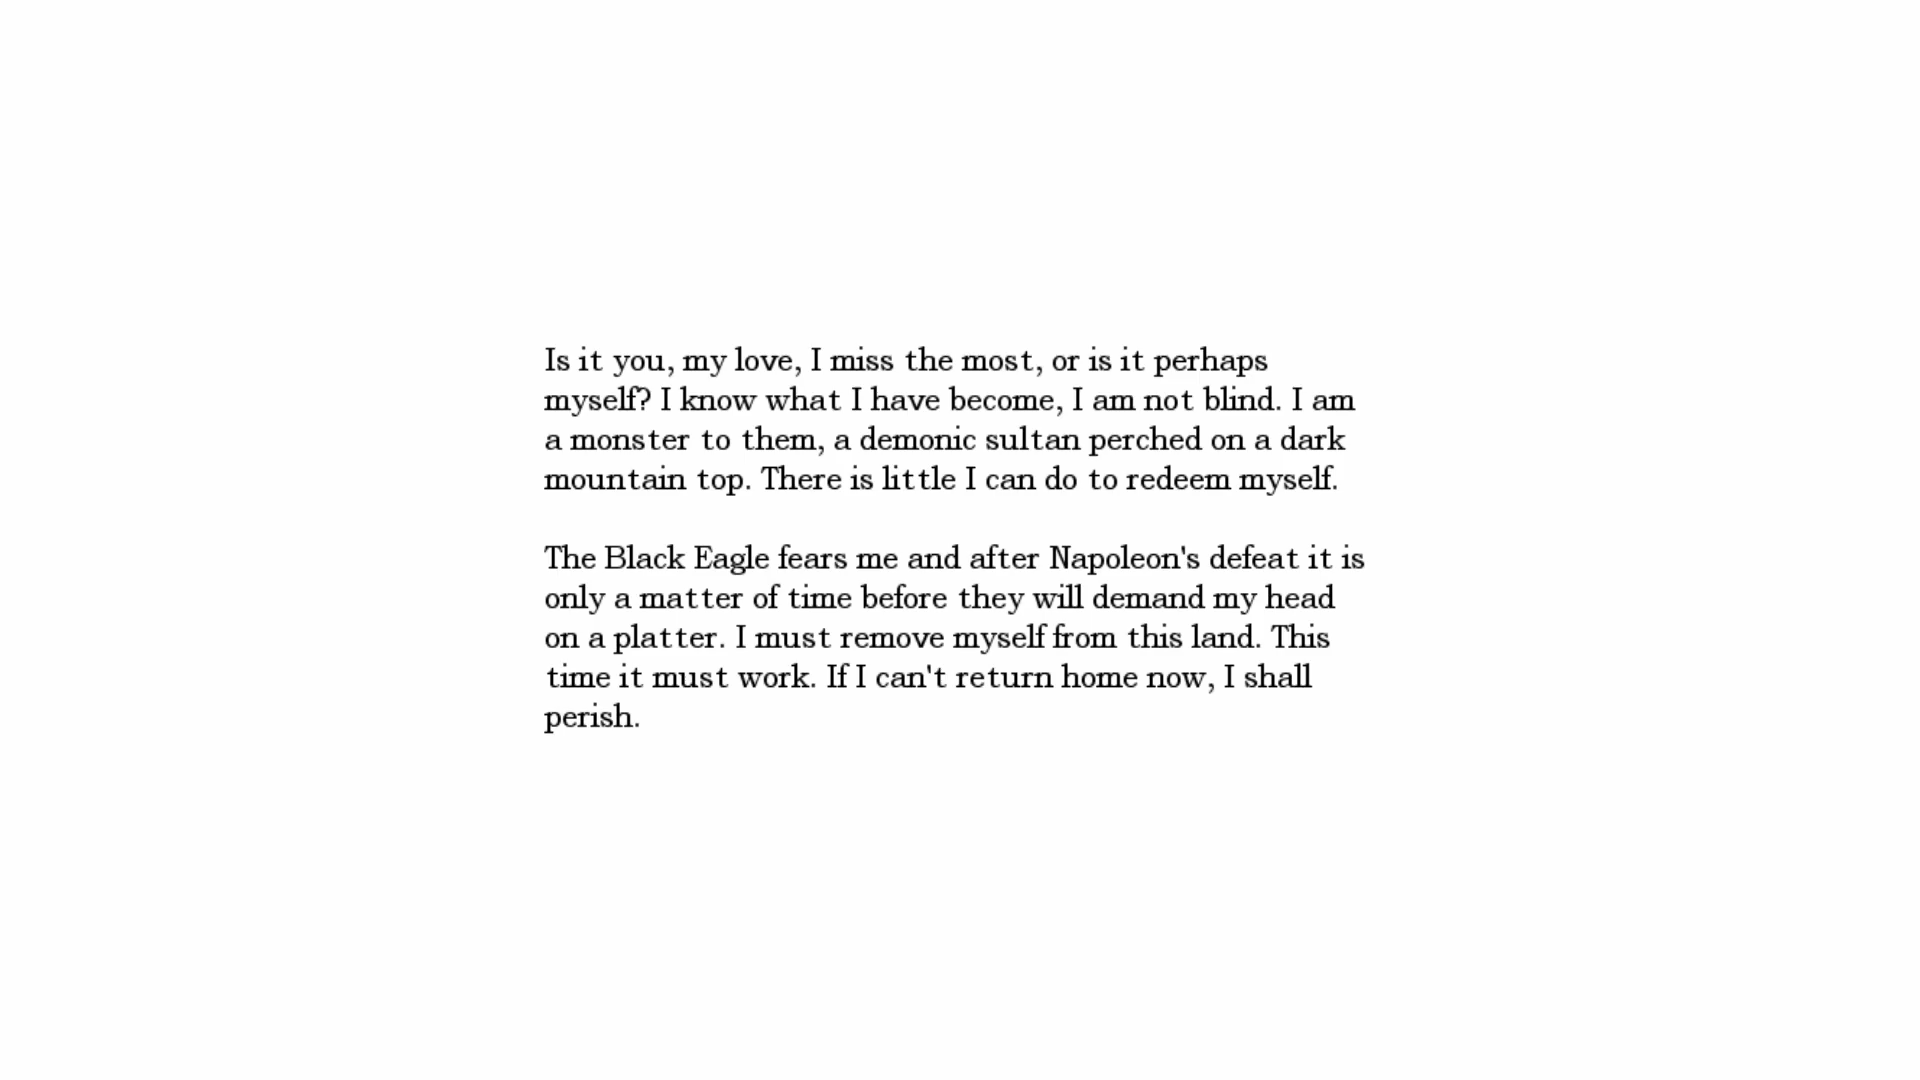 Is it you, my love, I miss the most, or is it perhaps
myself? I know what I have become, I am not blind. I am
a monster to them, a demonic sultan perched on a dark
mountain top. There is little I can do to redeem myself.
The Black Eagle fears me and after Napoleon's defeat it is
only a matter of time before they will demand my head
on a platter. I must remove myself from this land. This
time it must work. If I can't return home now, I shall
perish.